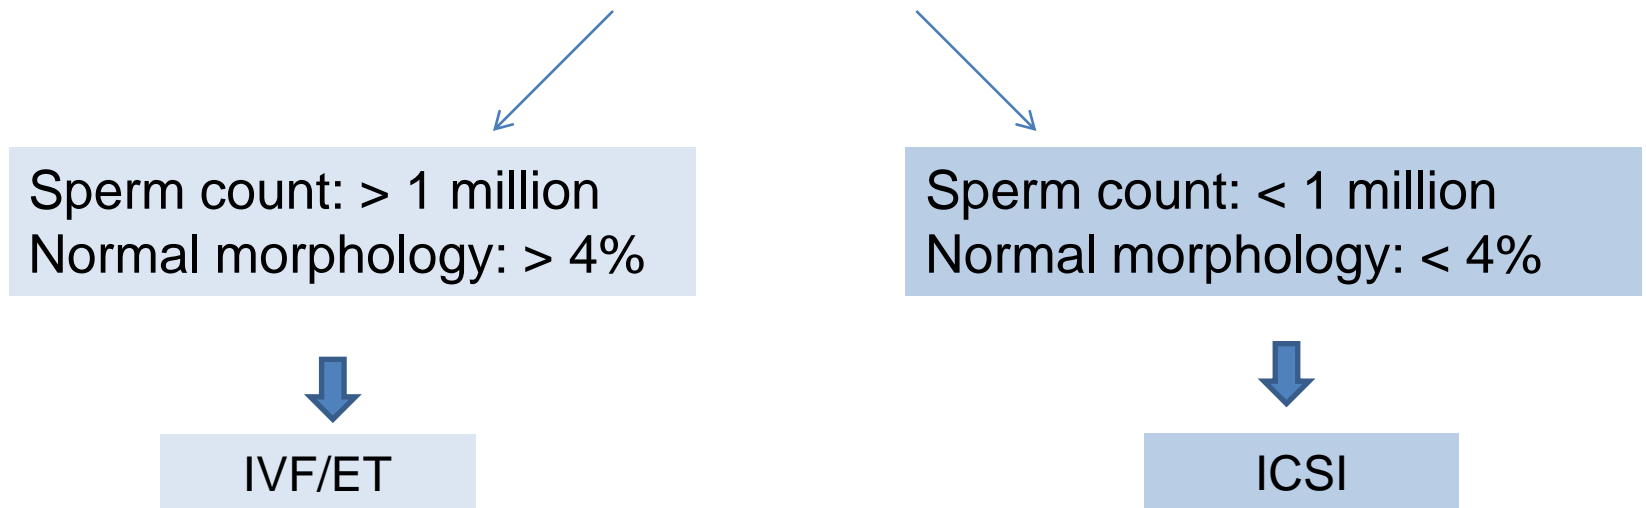 Sperm count: > 1 million
Normal morphology: > 4%
Sperm count: < 1 million
Normal morphology: < 4%
IVF/ET
ICSI